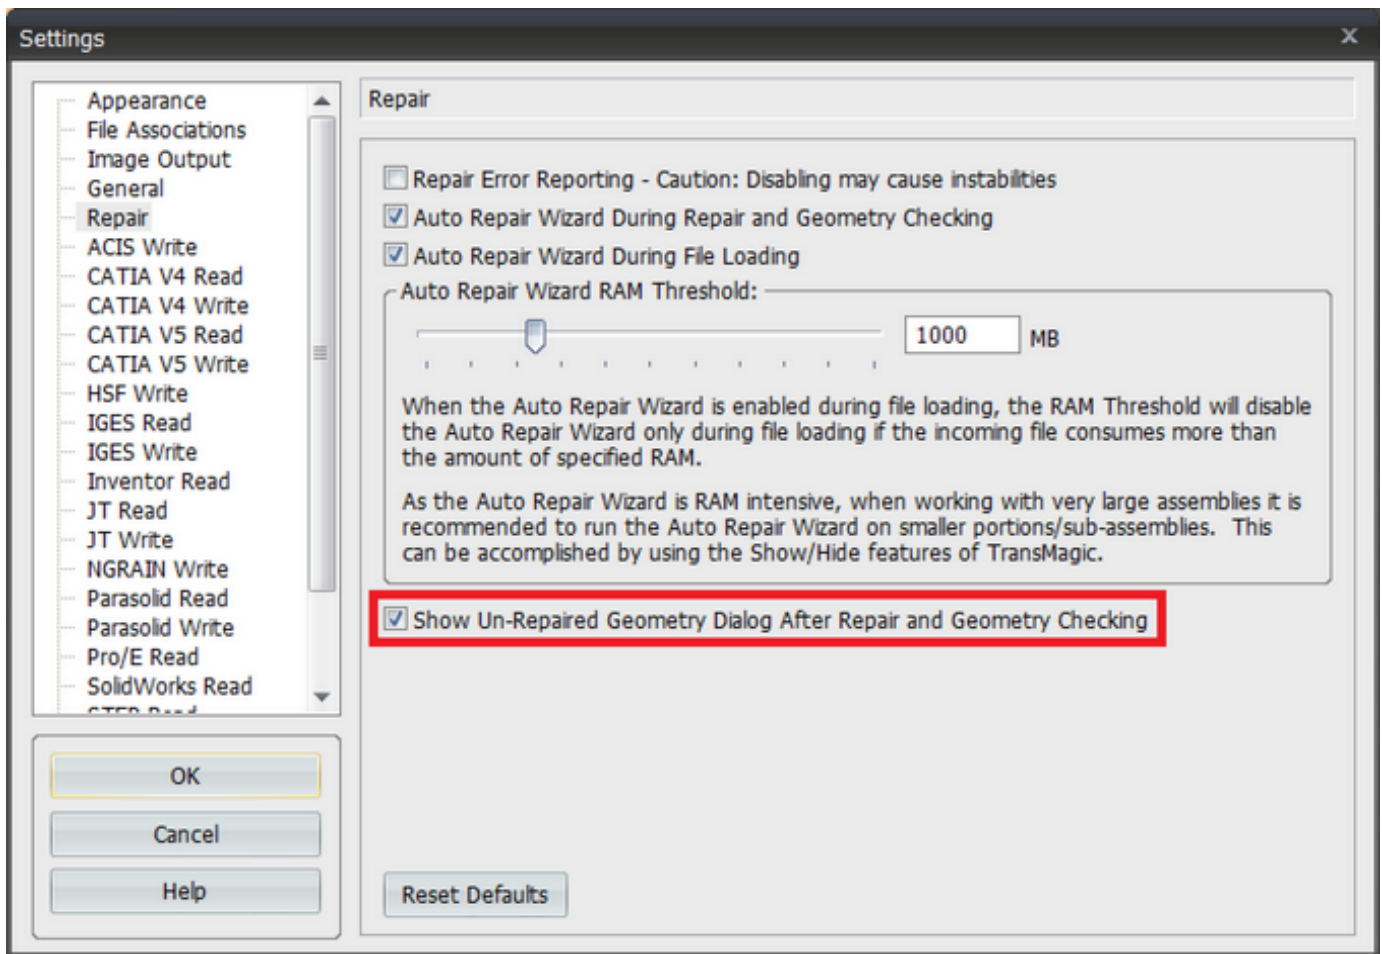 Settings
x
Appearance
File Associations
Image Output
General
Repair
ACIS Write
CATIA V4 Read
CATIA V4 Write
CATIA V5 Read
CATIA V5 Write
HSF Write
IGES Read
IGES Write
Inventor Read
JT Read
JT Write
NGRAIN Write
Parasolid Read
Parasolid Write
Pro/E Read
SolidWorks Read
OK
Cancel
Help
Repair
Repair Error Reporting - Caution: Disabling may cause instabilities
Auto Repair Wizard During Repair and Geometry Checking
Auto Repair Wizard During File Loading
Auto Repair Wizard RAM Threshold:
1000 MB
When the Auto Repair Wizard is enabled during file loading, the RAM Threshold will disable
the Auto Repair Wizard only during file loading if the incoming file consumes more than
the amount of specified RAM.
As the Auto Repair Wizard is RAM intensive, when working with very large assemblies it is
recommended to run the Auto Repair Wizard on smaller portions/sub-assemblies.  This
can be accomplished by using the Show/Hide features of TransMagic.
Show Un-Repaired Geometry Dialog After Repair and Geometry Checking
Reset Defaults